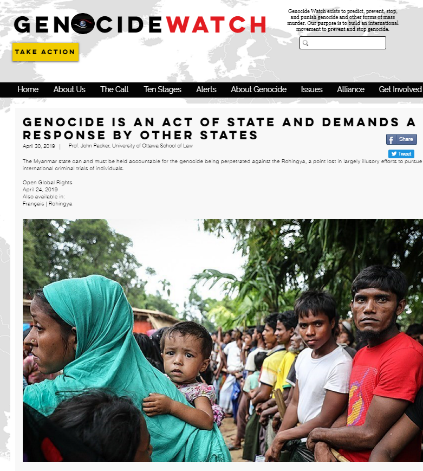 GENOCIDEWATCH
Genocide Watch exists to predict, prevent, stop,
and punish genocide and other forms of mass
murder. Our purpose is to build an international
movement to prevent and stop genocide.
TAKE ACTION
Home About Us The Call Ten Stages Alerts About Genocide Issues Alliance Get Involved
GENOCIDE IS AN ACT OF STATE AND DEMANDS A
RESPONSE BY OTHER STATES
April 30, 2019 | Prof. John Packer, University of Ottawa School of Law
Share
Tweet
The Myanmar state can and must be held accountable for the genocide being perpetrated against the Rohingya, a point lost in largely illusory efforts to pursue
international criminal trials of individuals.
Open Global Rights
April 24, 2019
Also available in:
Français | Rohingya